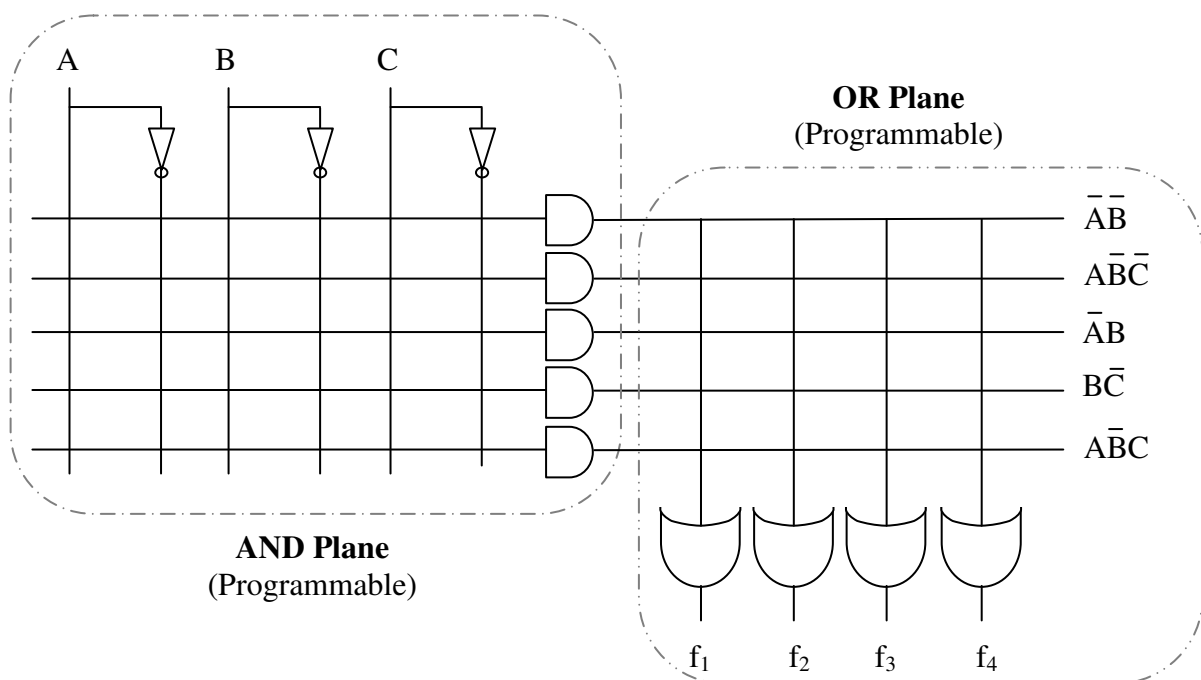 A B C
OR Plane
(Programmable)
A̅B̅
AB̅C̅
A̅B
BC̅
AB̅C
AND Plane
(Programmable)
f₁ f₂ f₃ f₄